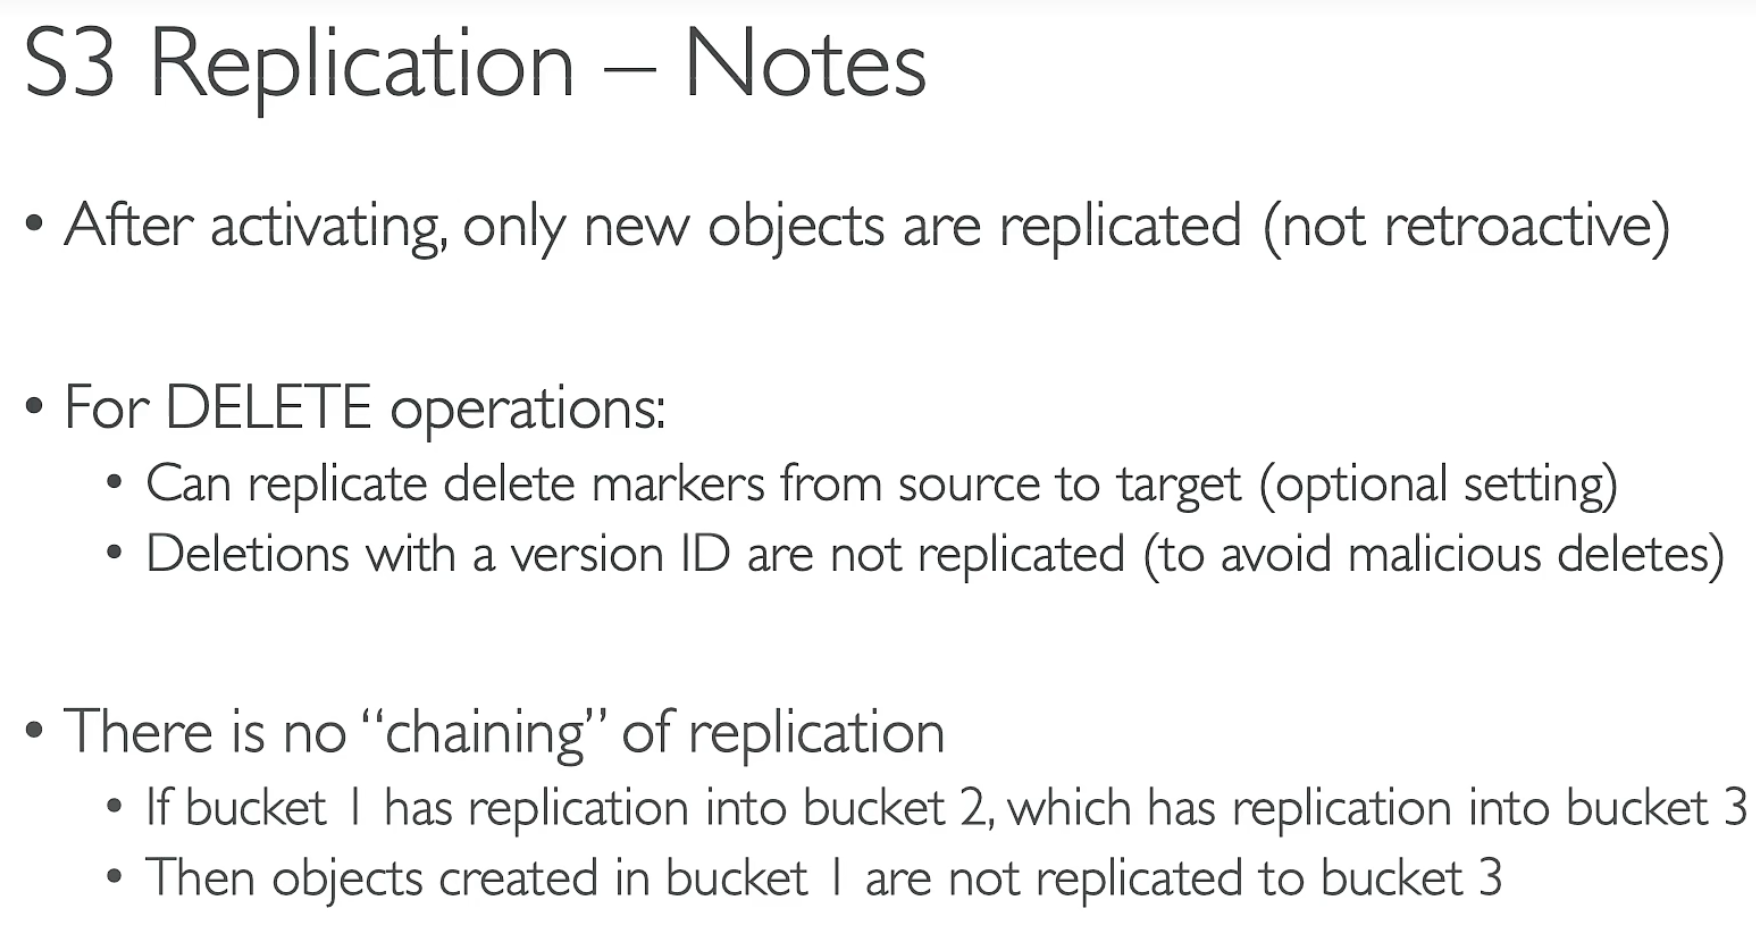 S3 Replication – Notes
• After activating, only new objects are replicated (not retroactive)
• For DELETE operations:
• Can replicate delete markers from source to target (optional setting)
• Deletions with a version ID are not replicated (to avoid malicious deletes)
• There is no “chaining” of replication
• If bucket 1 has replication into bucket 2, which has replication into bucket 3
• Then objects created in bucket 1 are not replicated to bucket 3